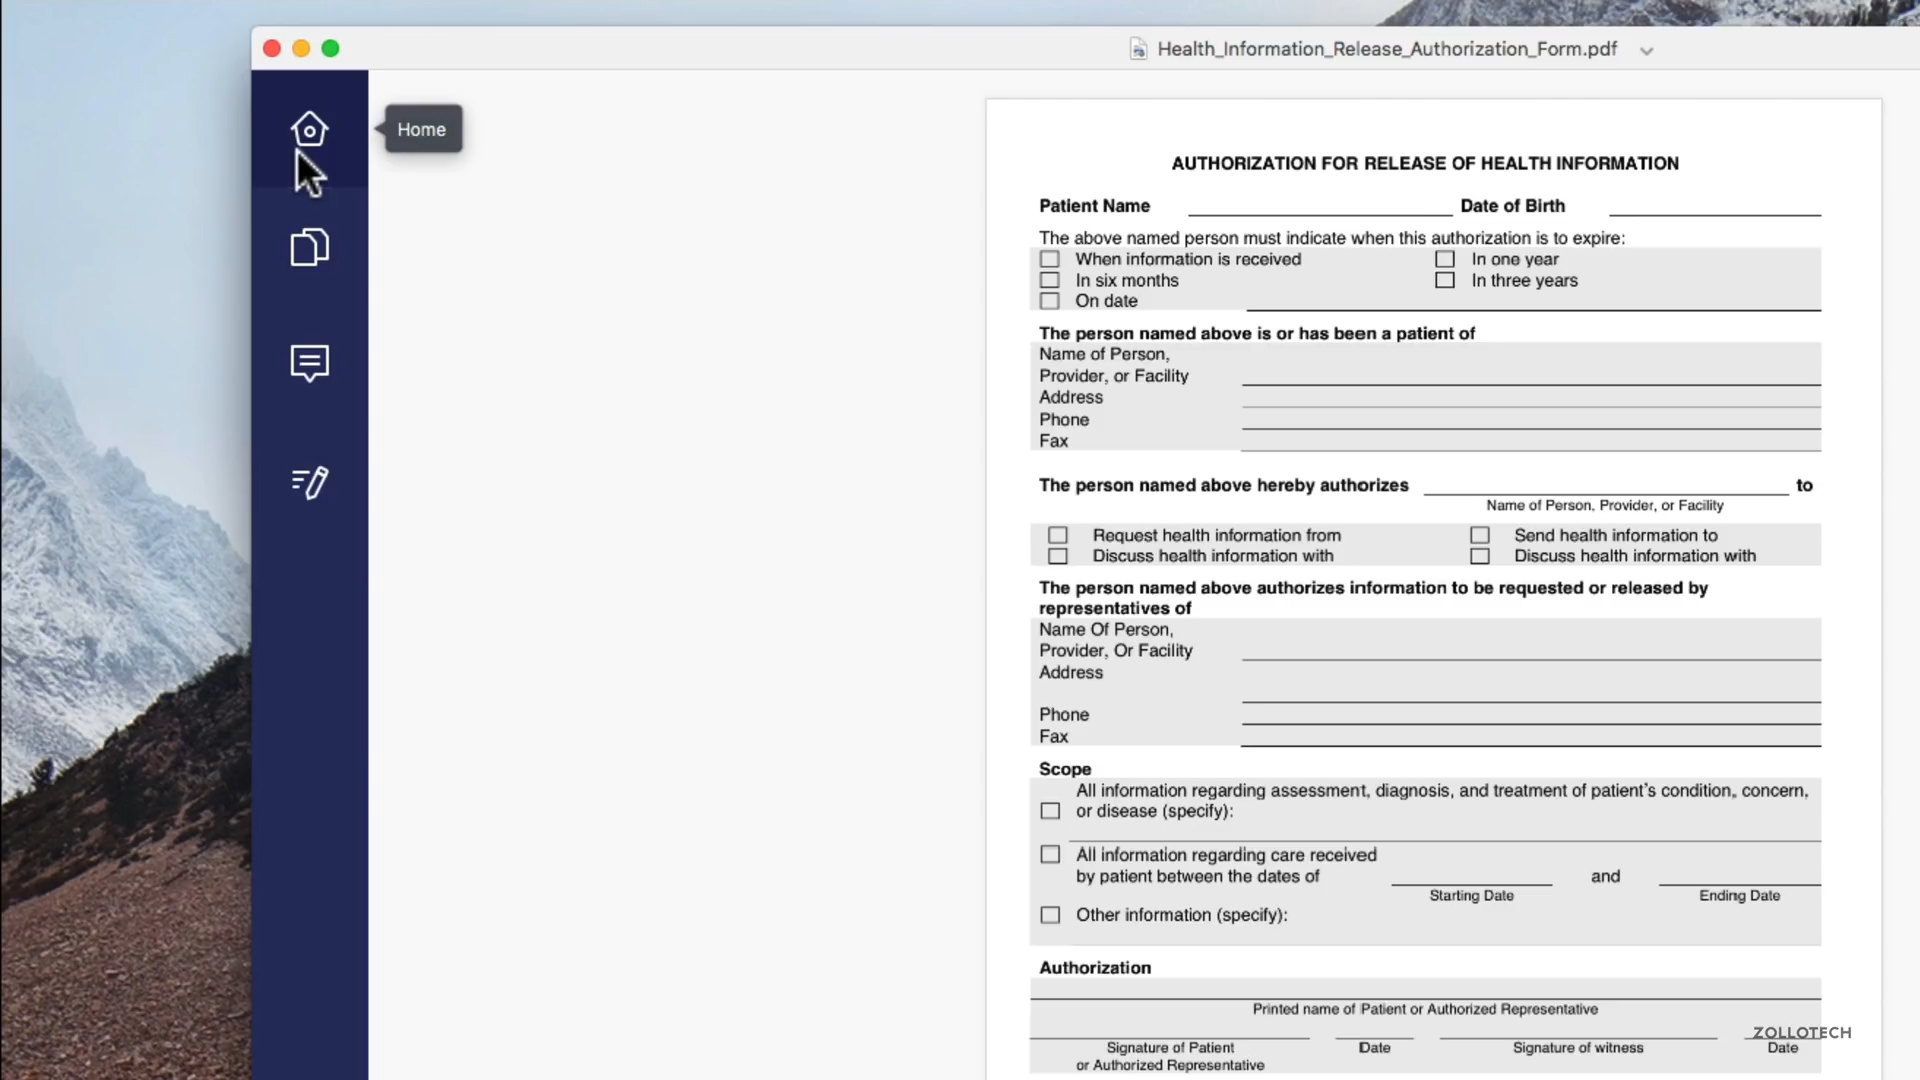 Health_Information_Release_Authorization_Form.pdf
Home
AUTHORIZATION FOR RELEASE OF HEALTH INFORMATION
Patient Name Date of Birth
The above named person must indicate when this authorization is to expire:
When information is received In one year
In six months In three years
On date
The person named above is or has been a patient of
Name of Person,
Provider, or Facility
Address
Phone
Fax
The person named above hereby authorizes to
Name of Person, Provider, or Facility
Request health information from Send health information to
Discuss health information with Discuss health information with
The person named above authorizes information to be requested or released by
representatives of
Name Of Person,
Provider, Or Facility
Address
Phone
Fax
Scope
All information regarding assessment, diagnosis, and treatment of patient's condition, concern,
or disease (specify):
All information regarding care received
by patient between the dates of and
Starting Date Ending Date
Other information (specify):
Authorization
Printed name of Patient or Authorized Representative
ZOLLOTECH
Signature of Patient Date Signature of witness Date
or Authorized Representative